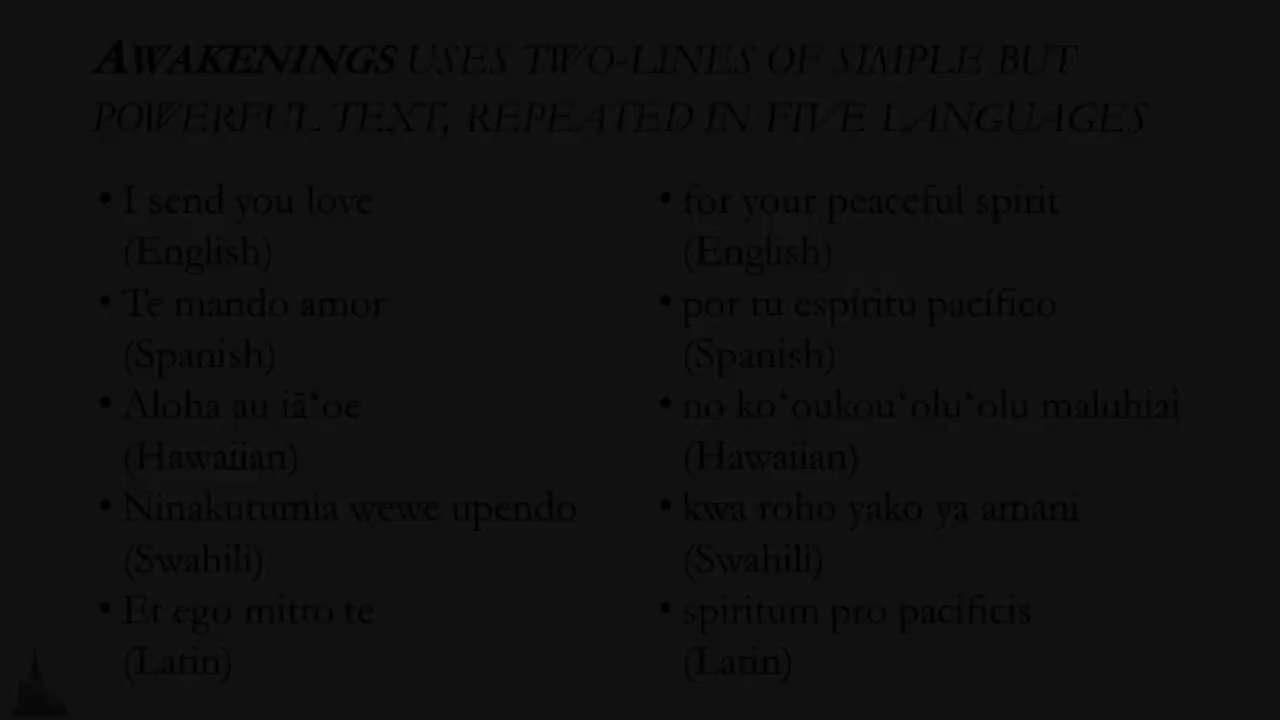 AWAKENINGS USES TWO-LINES OF SIMPLE BUT
POWERFUL TEXT, REPEATED IN FIVE LANGUAGES
• I send you love
(English)
• Te mando amor
(Spanish)
• Aloha au iā‘oe
(Hawaiian)
• Ninakutumia wewe upendo
(Swahili)
• Et ego mitto te
(Latin)
• for your peaceful spirit
(English)
• por tu espíritu pacífico
(Spanish)
• no ko‘oukou‘olu‘olu maluhiai
(Hawaiian)
• kwa roho yako ya amani
(Swahili)
• spiritum pro pacificis
(Latin)